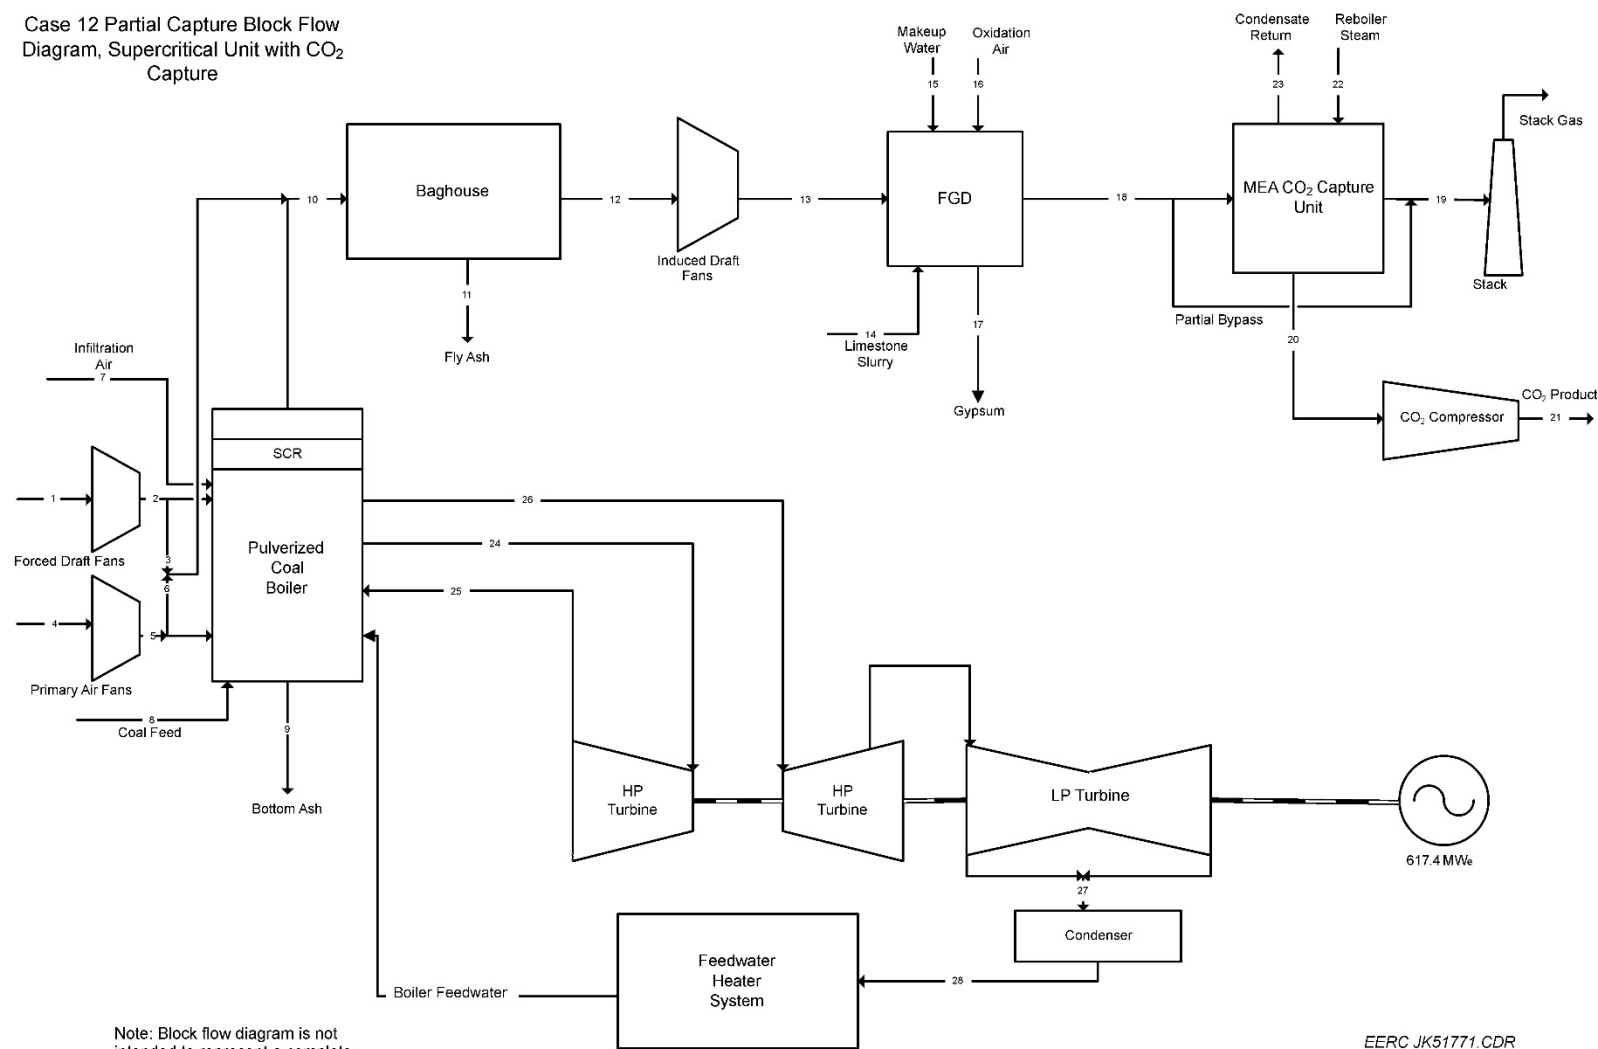 Case 12 Partial Capture Block Flow
Diagram, Supercritical Unit with CO2
Capture
Makeup
Water
Oxidation
Air
Condensate
Return
Reboiler
Steam
15
16
23
22
Stack Gas
Baghouse
FGD
MEA CO2 Capture
Unit
10
12
13
18
19
Induced Draft
Fans
Stack
11
17
14
Limestone
Slurry
Partial Bypass
20
Fly Ash
Gypsum
CO2 Product
CO2 Compressor
21
Infiltration
Air
7
SCR
1
2
26
Forced Draft Fans
3
24
Pulverized
Coal
Boiler
6
25
4
5
Primary Air Fans
8
Coal Feed
9
Bottom Ash
HP
Turbine
HP
Turbine
LP Turbine
617.4 MWe
27
Condenser
Feedwater
Heater
System
28
Boiler Feedwater
Note: Block flow diagram is not
intended to represent a complete
EERC JK51771.CDR